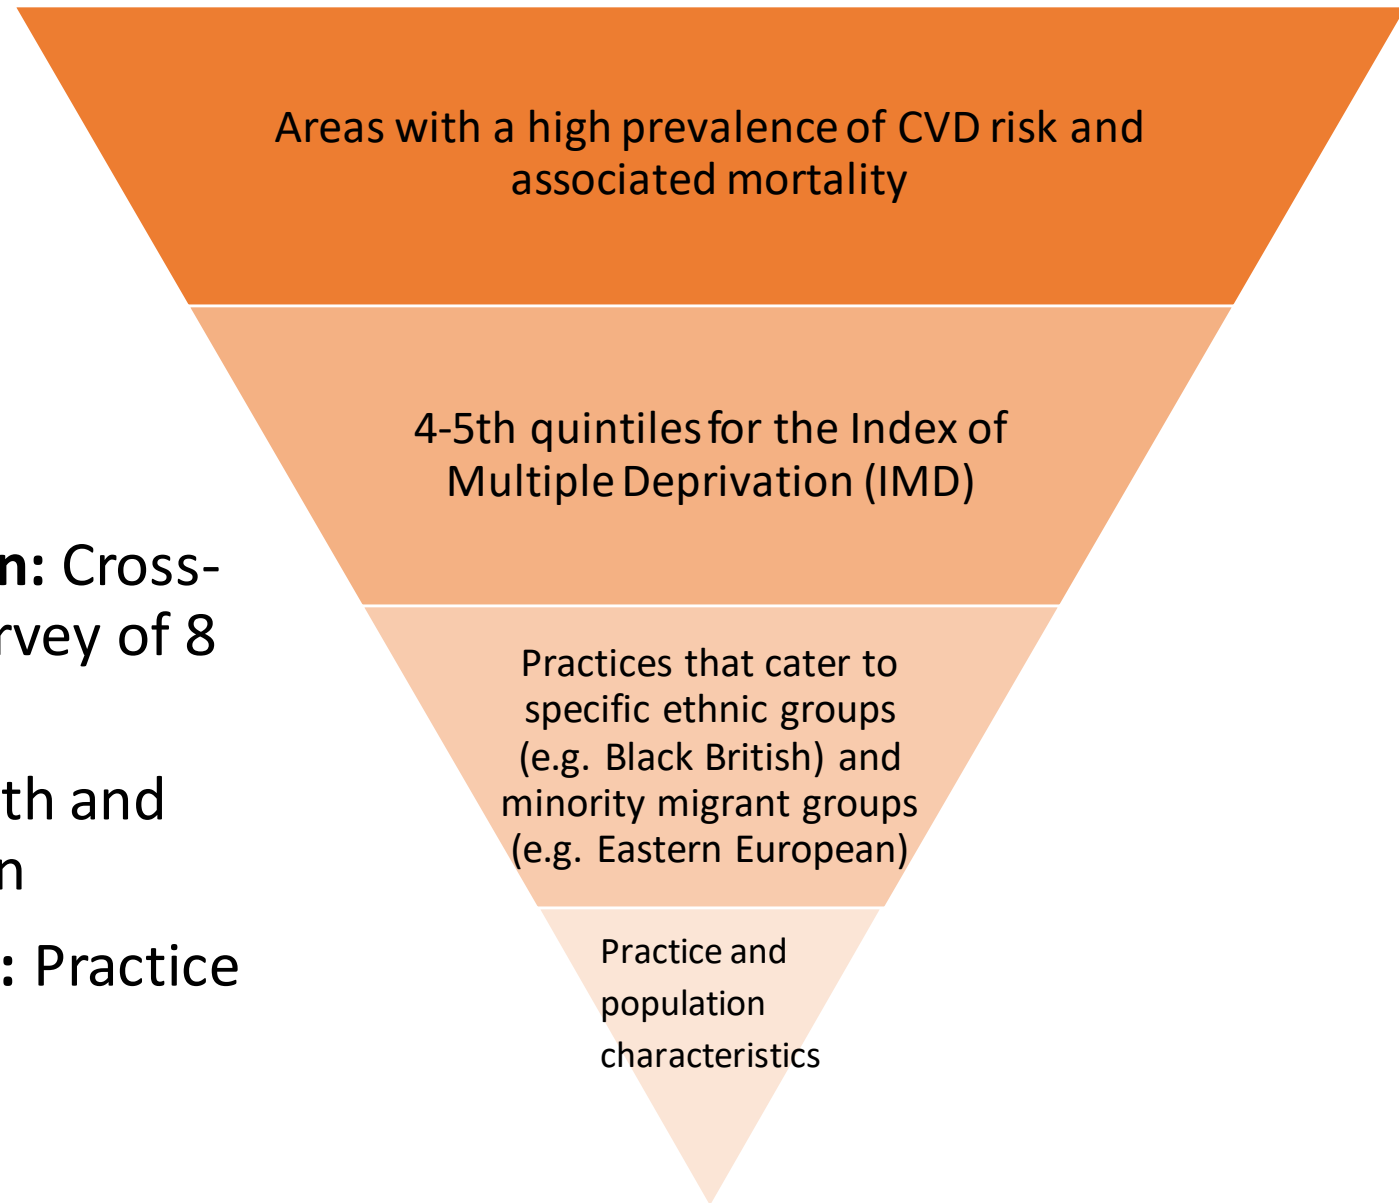 Areas with a high prevalence of CVD risk and
associated mortality
4-5th quintiles for the Index of
Multiple Deprivation (IMD)
n: Cross-
rvey of 8
Practices that cater to
specific ethnic groups
(e.g. Black British) and
minority migrant groups
(e.g. Eastern European)
th and
n
: Practice
Practice and
population
characteristics